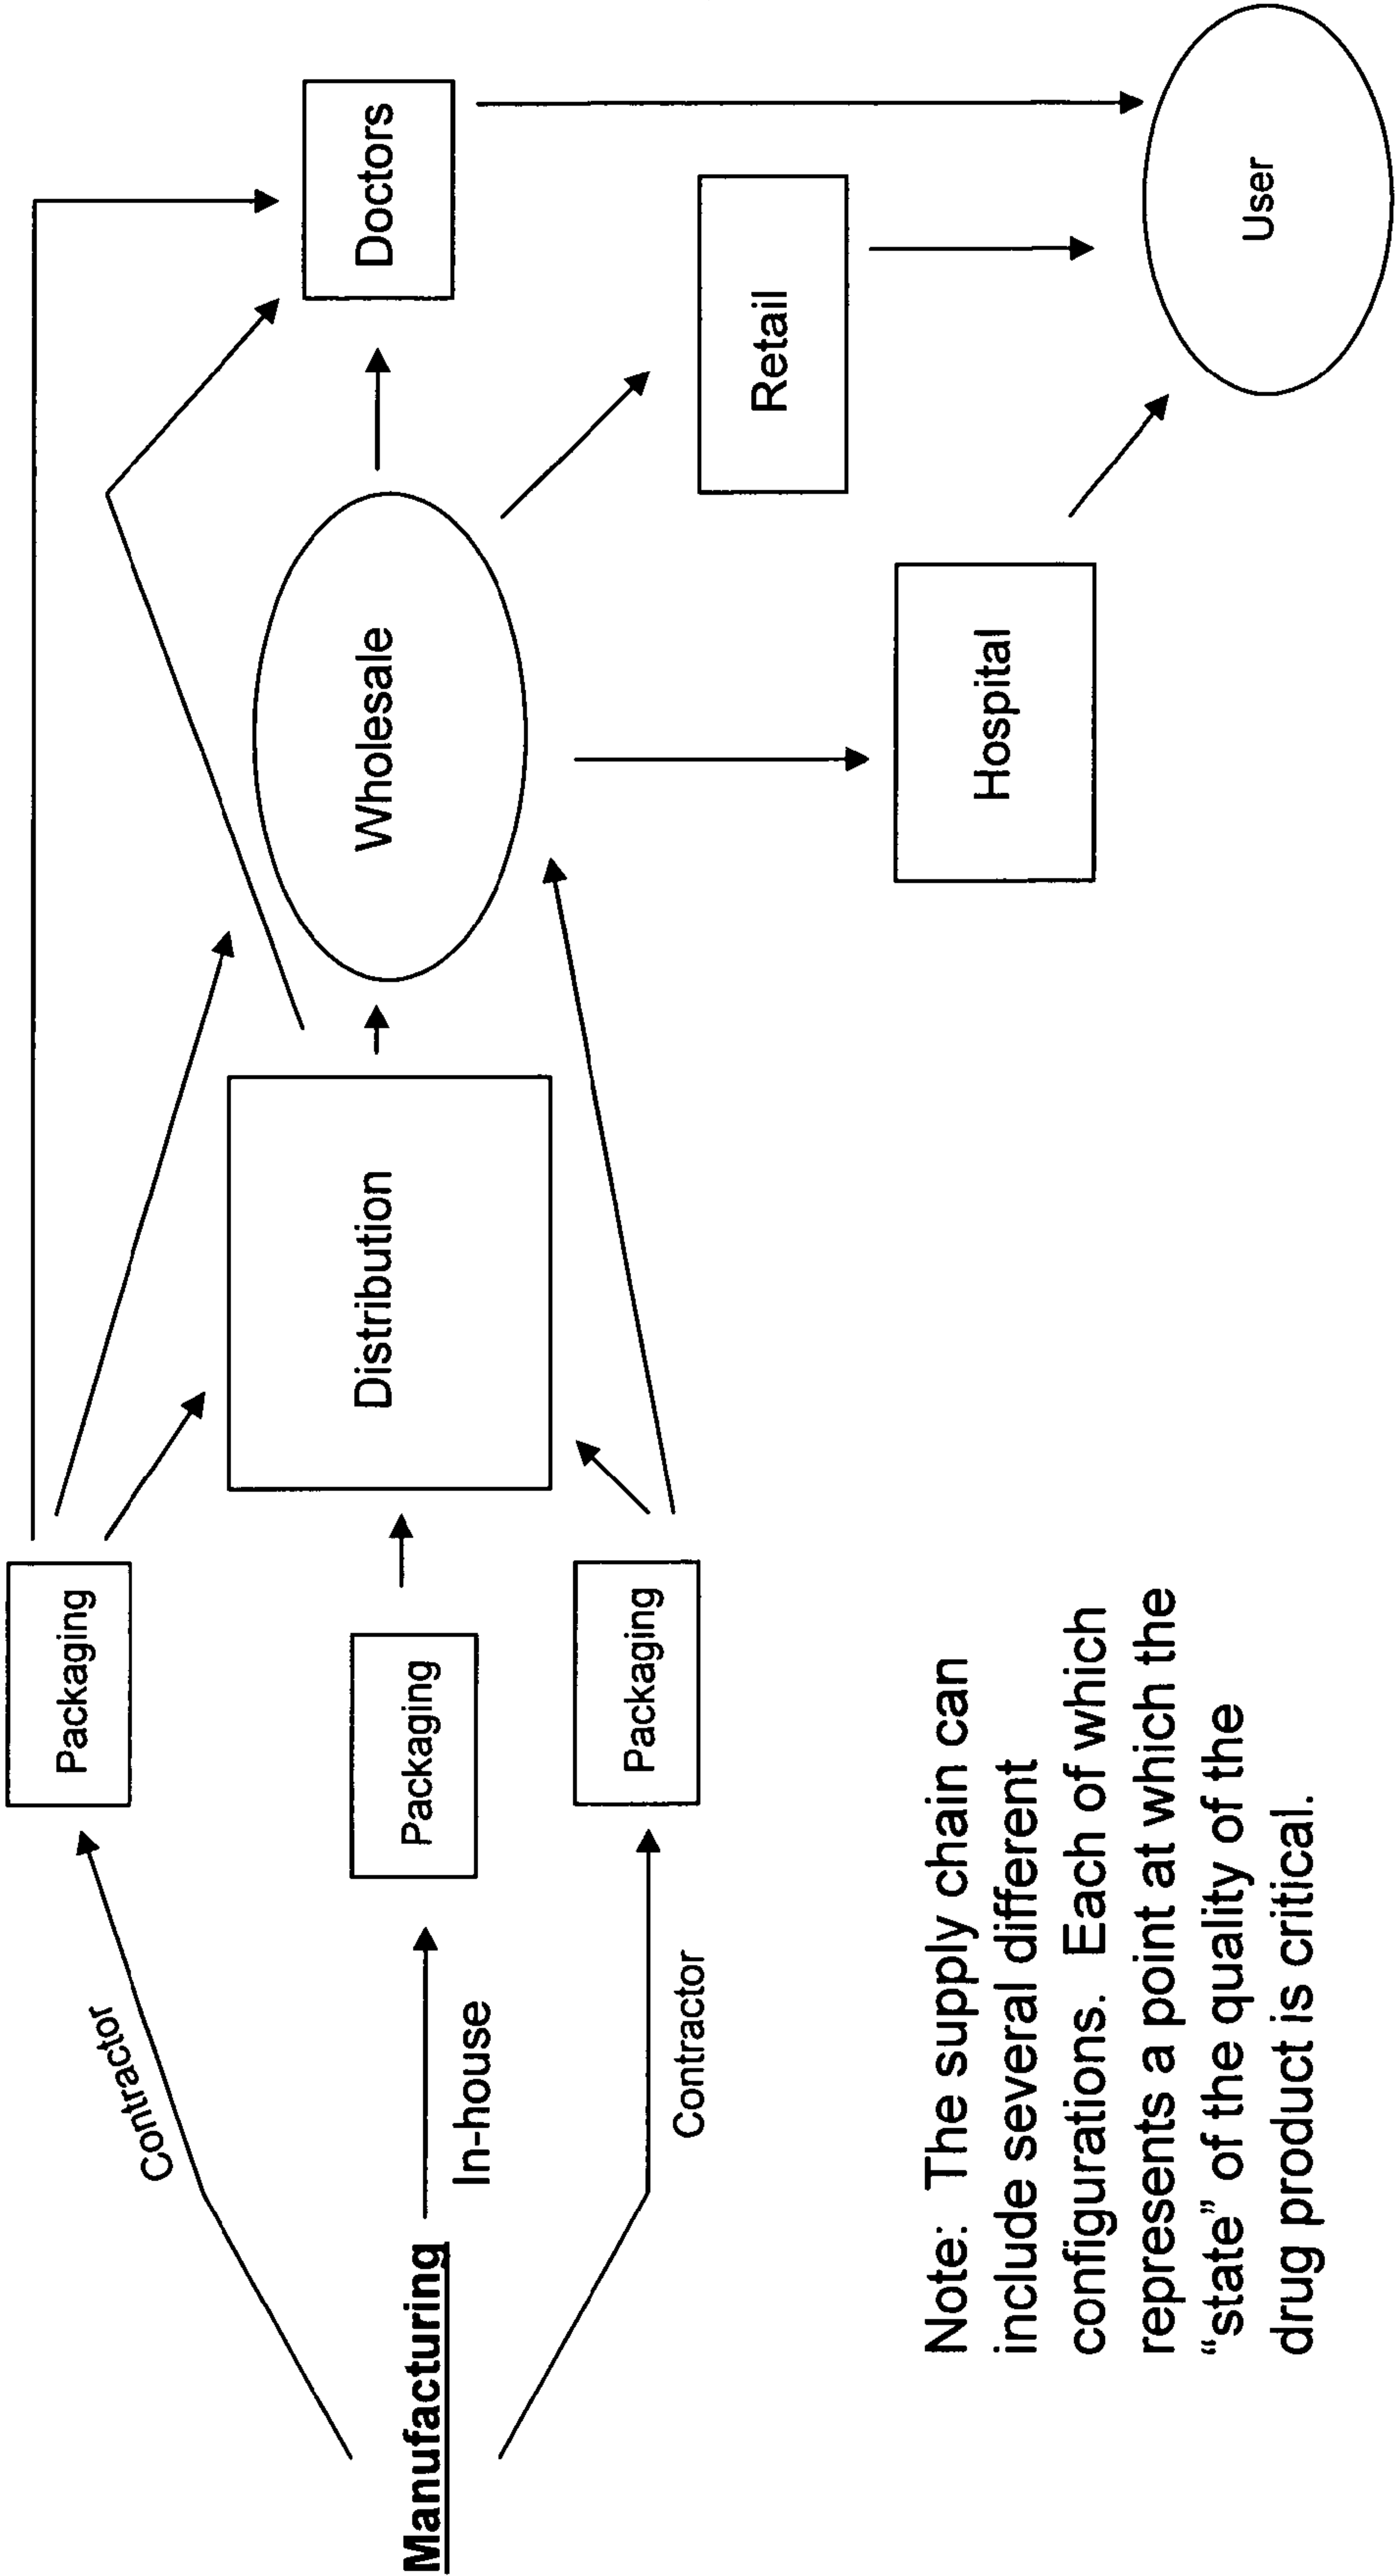 Contractor
Packaging
Manufacturing
In-house
Packaging
Contractor
Packaging
Distribution
Wholesale
Doctors
Retail
Hospital
User
Note: The supply chain can
include several different
configurations. Each of which
represents a point at which the
“state” of the quality of the
drug product is critical.